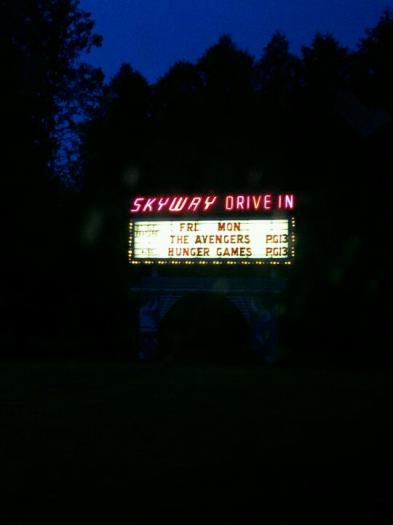 SKYWAY DRIVE IN
FRI MON
THE AVENGERS PG13
HUNGER GAMES PG13